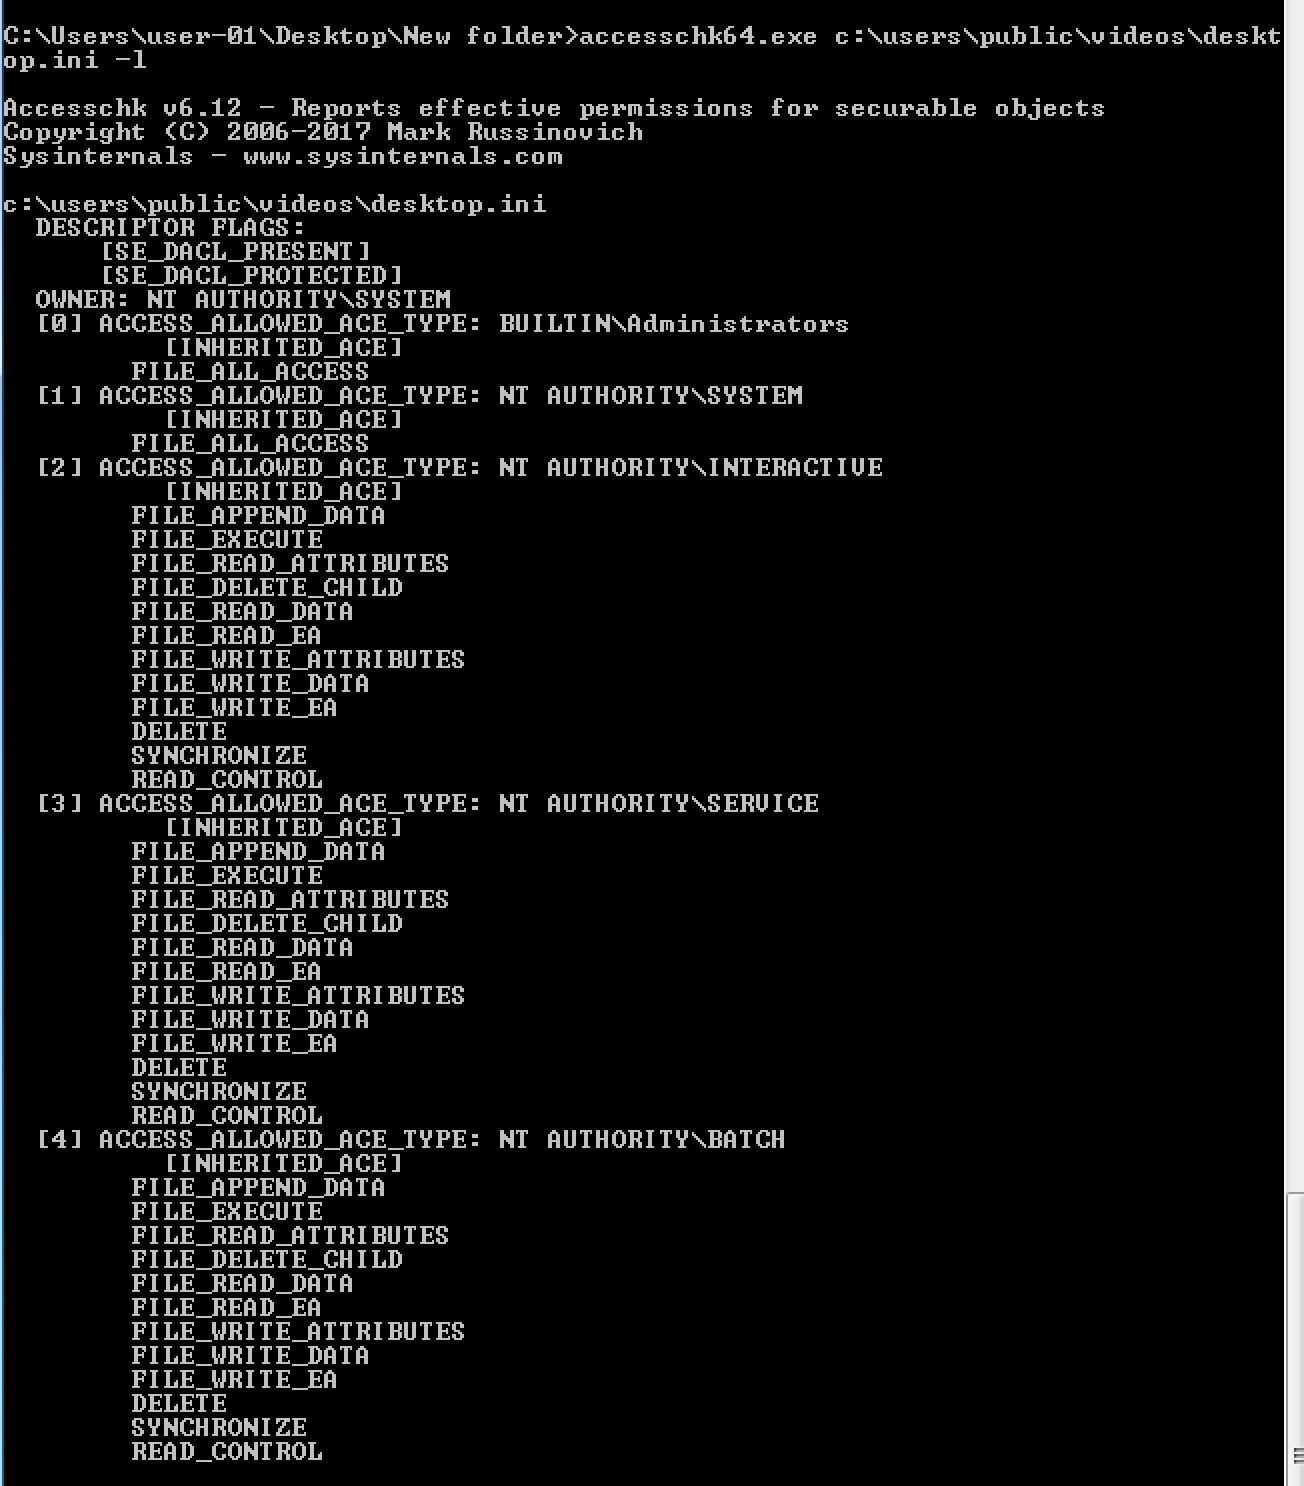 C:\Users\user-01\Desktop\New folder>accesschk64.exe c:\users\public\videos\deskt
op.ini -l
Accesschk v6.12 - Reports effective permissions for securable objects
Copyright (C) 2006-2017 Mark Russinovich
Sysinternals - www.sysinternals.com
c:\users\public\videos\desktop.ini
DESCRIPTOR FLAGS:
[SE_DACL_PRESENT]
[SE_DACL_PROTECTED]
OWNER: NT AUTHORITY\SYSTEM
[0] ACCESS_ALLOWED_ACE_TYPE: BUILTIN\Administrators
[INHERITED_ACE]
FILE_ALL_ACCESS
[1] ACCESS_ALLOWED_ACE_TYPE: NT AUTHORITY\SYSTEM
[INHERITED_ACE]
FILE_ALL_ACCESS
[2] ACCESS_ALLOWED_ACE_TYPE: NT AUTHORITY\INTERACTIVE
[INHERITED_ACE]
FILE_APPEND_DATA
FILE_EXECUTE
FILE_READ_ATTRIBUTES
FILE_DELETE_CHILD
FILE_READ_DATA
FILE_READ_EA
FILE_WRITE_ATTRIBUTES
FILE_WRITE_DATA
FILE_WRITE_EA
DELETE
SYNCHRONIZE
READ_CONTROL
[3] ACCESS_ALLOWED_ACE_TYPE: NT AUTHORITY\SERVICE
[INHERITED_ACE]
FILE_APPEND_DATA
FILE_EXECUTE
FILE_READ_ATTRIBUTES
FILE_DELETE_CHILD
FILE_READ_DATA
FILE_READ_EA
FILE_WRITE_ATTRIBUTES
FILE_WRITE_DATA
FILE_WRITE_EA
DELETE
SYNCHRONIZE
READ_CONTROL
[4] ACCESS_ALLOWED_ACE_TYPE: NT AUTHORITY\BATCH
[INHERITED_ACE]
FILE_APPEND_DATA
FILE_EXECUTE
FILE_READ_ATTRIBUTES
FILE_DELETE_CHILD
FILE_READ_DATA
FILE_READ_EA
FILE_WRITE_ATTRIBUTES
FILE_WRITE_DATA
FILE_WRITE_EA
DELETE
SYNCHRONIZE
READ_CONTROL